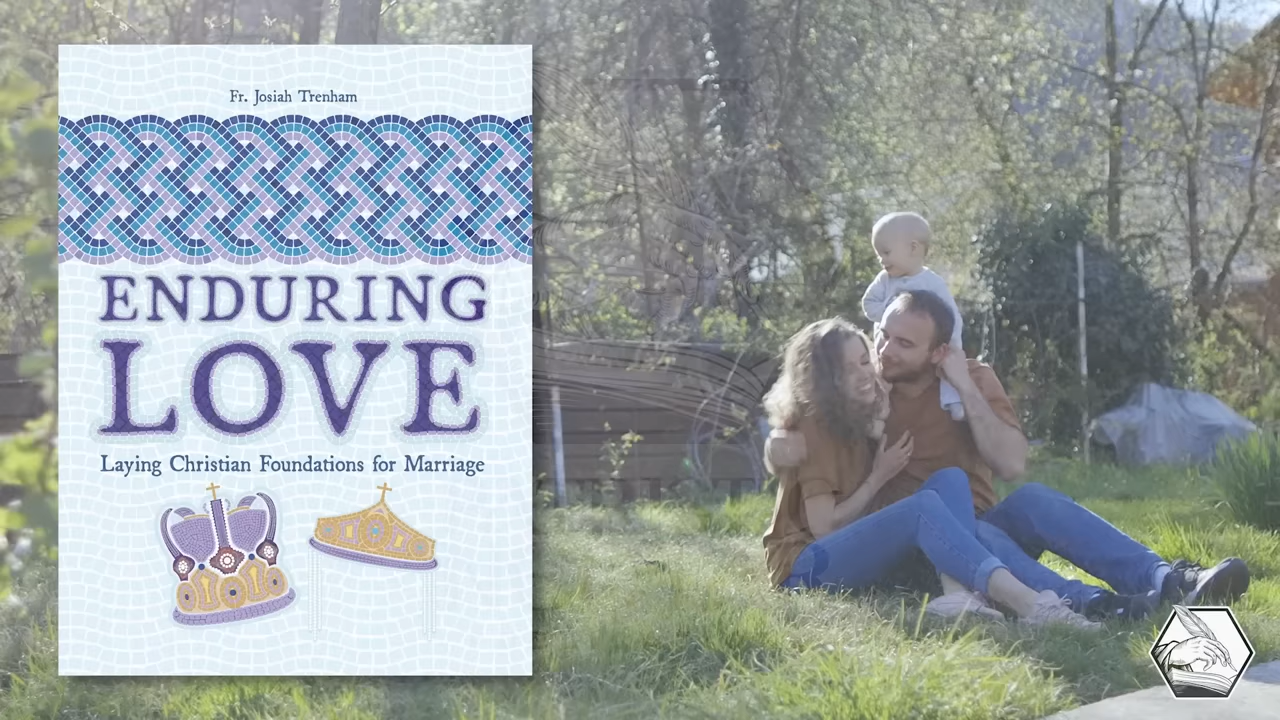 Fr. Josiah Trenham
ENDURING
LOVE
Laying Christian Foundations for Marriage